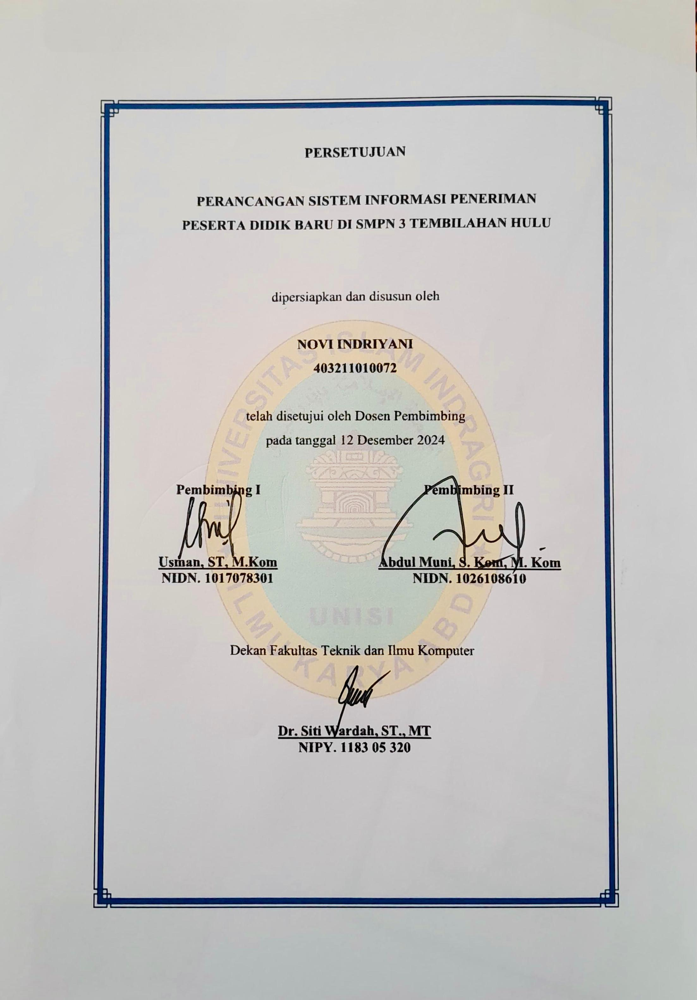 PERSETUJUAN
PERANCANGAN SISTEM INFORMASI PENERIMAN
PESERTA DIDIK BARU DI SMPN 3 TEMBILAHAN HULU
dipersiapkan dan disusun oleh
NOVI INDRIYANI
403211010072
telah disetujui oleh Dosen Pembimbing
pada tanggal 12 Desember 2024
Pembimbing I
Pembimbing II
Usman, ST, M.Kom
Abdul Muni, S. Kom, M. Kom
NIDN. 1017078301
NIDN. 1026108610
Dekan Fakultas Teknik dan Ilmu Komputer
Dr. Siti Wardah, ST., MT
NIPY. 1183 05 320
UNIVERSITAS ISLAM INDRAGIRI
UNISI
ILMU KARYA ABD